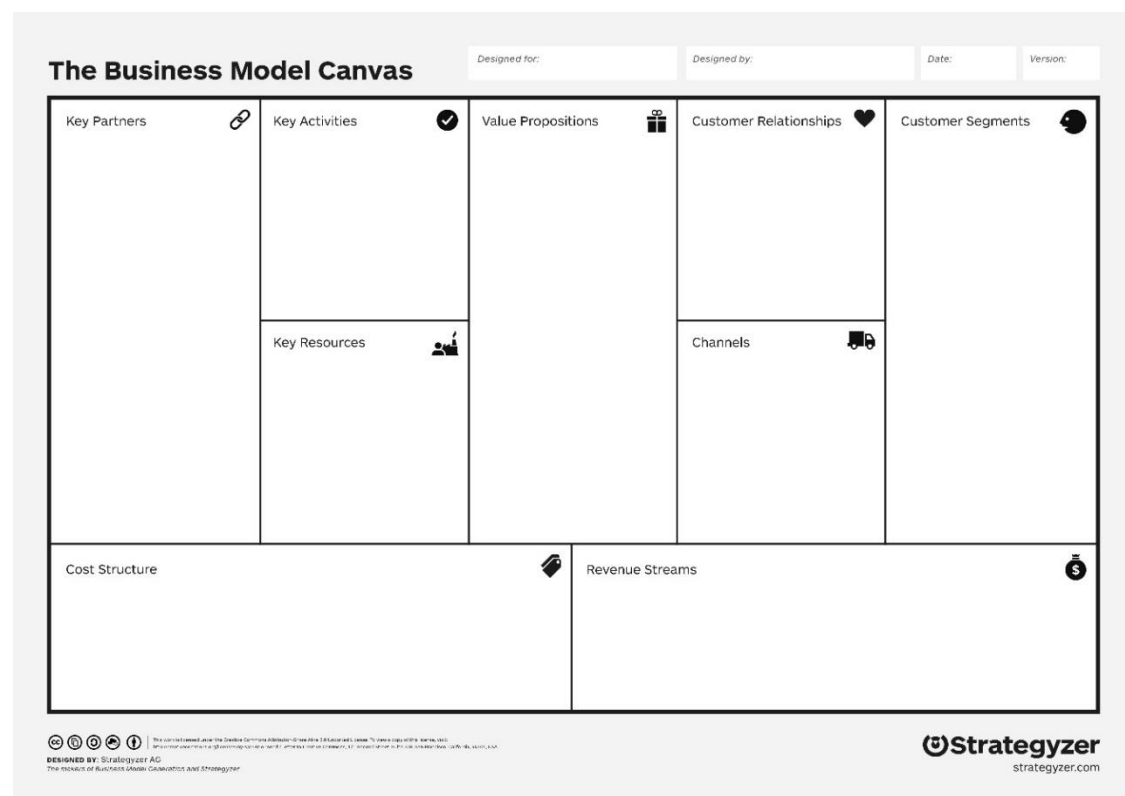 The Business Model Canvas
Designed for:
Designed by:
Date:
Version:
Key Partners
Key Activities
Value Propositions
Customer Relationships
Customer Segments
Key Resources
Channels
Cost Structure
Revenue Streams
$
cc
DESIGNED BY: Strategyzer AG
The makers of Business Model Generation and Strategyzer
Strategyzer
strategyzer.com